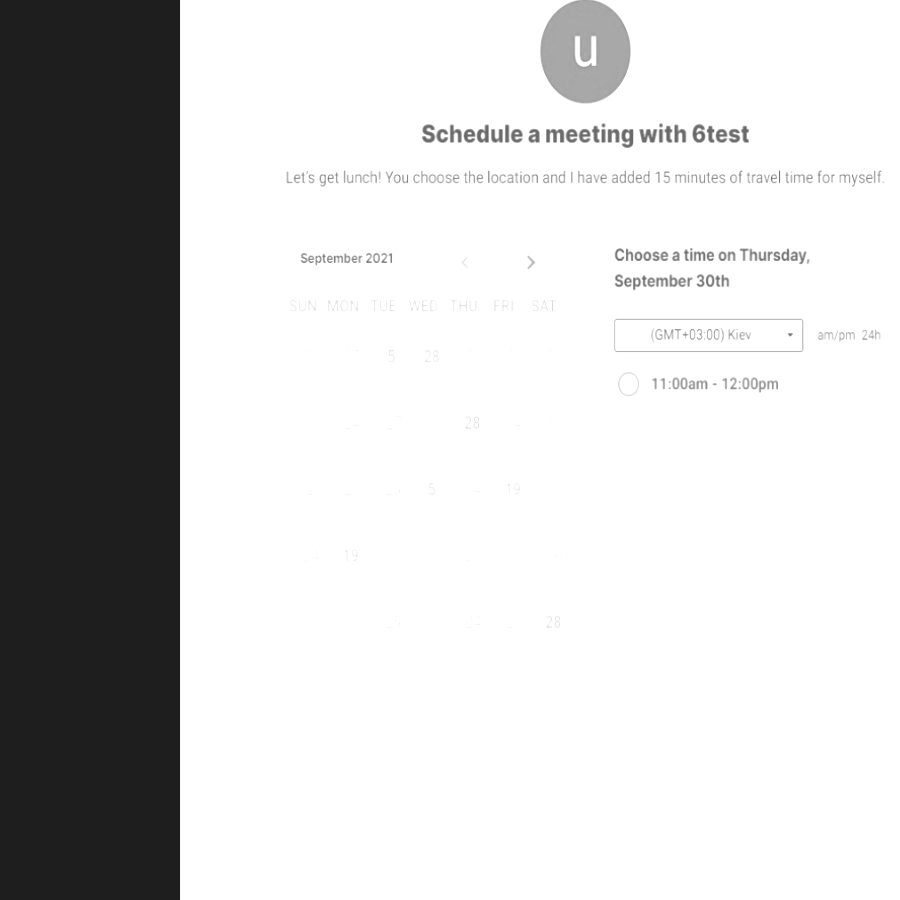 u
Schedule a meeting with 6test
Let's get lunch! You choose the location and I have added 15 minutes of travel time for myself.
September 2021
SUN MON TUE WED THU FRI SAT
5 28
28
5 19
19
28
Choose a time on Thursday,
September 30th
(GMT+03:00) Kiev am/pm 24h
11:00am - 12:00pm